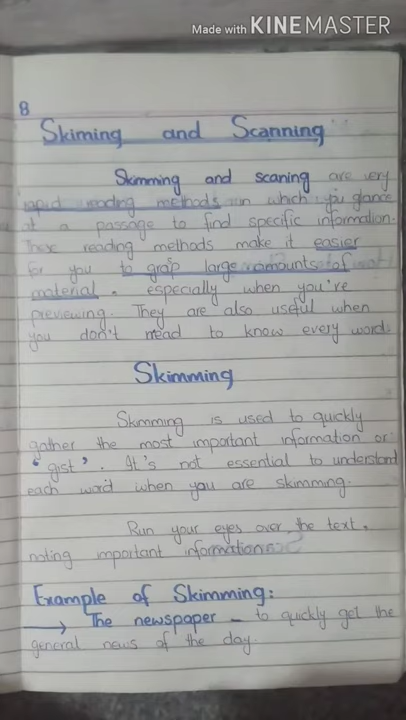 Made with KINEMASTER
8
Skiming and Scanning
Skimming and scaning are very
rapid reading methods in which you glance
at a passage to find specific information.
These reading methods make it easier
for you to grasp large amounts of
material. especially when you're
previewing. They are also useful when
you don't need to know every word.
Skimming
Skimming is used to quickly
gather the most important information or
"gist". It's not essential to understand
each word when you are skimming.
Run your eyes over the text,
noting important information.
Example of Skimming:
→ The newspaper - to quickly get the
general news of the day.